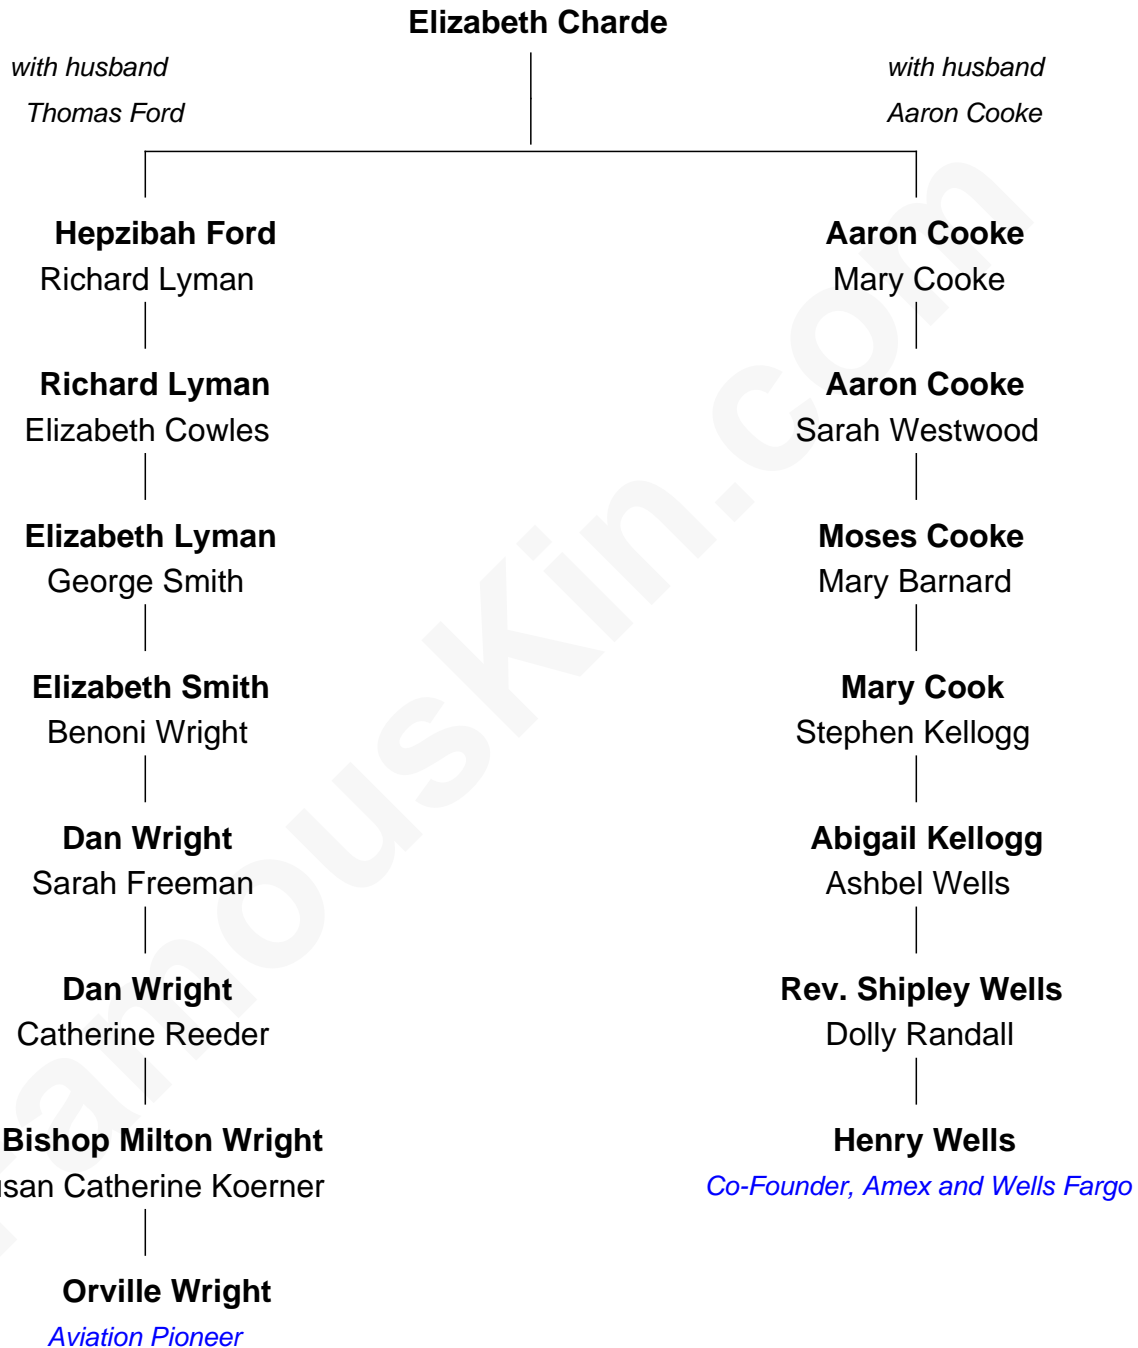 Elizabeth Charde
with husband
Thomas Ford
with husband
Aaron Cooke
Hepzibah Ford
Richard Lyman
Aaron Cooke
Mary Cooke
Richard Lyman
Elizabeth Cowles
Aaron Cooke
Sarah Westwood
Elizabeth Lyman
George Smith
Moses Cooke
Mary Barnard
Elizabeth Smith
Benoni Wright
Mary Cook
Stephen Kellogg
Dan Wright
Sarah Freeman
Abigail Kellogg
Ashbel Wells
Dan Wright
Catherine Reeder
Rev. Shipley Wells
Dolly Randall
Bishop Milton Wright
Catherine Koerner
Henry Wells
Co-Founder, Amex and Wells Fargo
Orville Wright
Aviation Pioneer
FamousKin.com